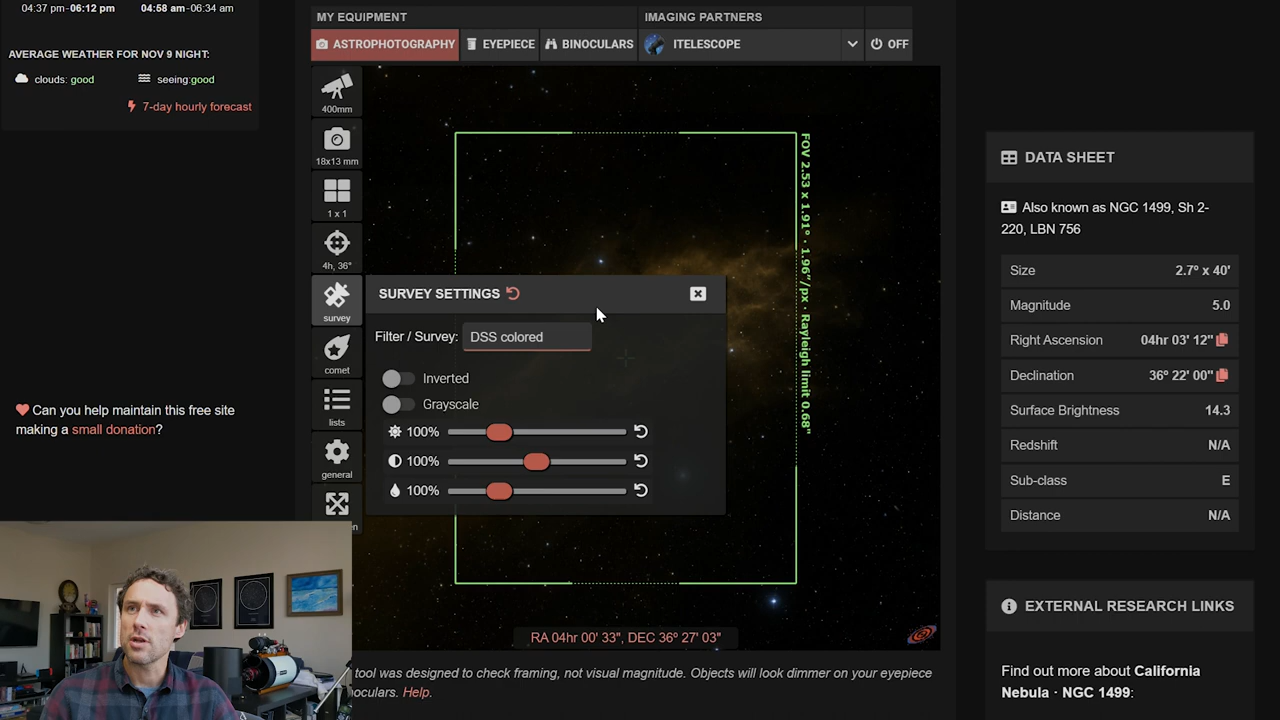 04:37 pm-06:12 pm
04:58 am-06:34 am
AVERAGE WEATHER FOR NOV 9 NIGHT:
clouds: good
seeing:good
7-day hourly forecast
Can you help maintain this free site
making a small donation?
MY EQUIPMENT
IMAGING PARTNERS
ASTROPHOTOGRAPHY
EYEPIECE
BINOCULARS
ITELESCOPE
OFF
400mm
18x13 mm
1 x 1
4h, 36°
survey
comet
lists
general
FOV 2.53 x 1.91° · 1.96"/px · Rayleigh limit 0.68"
SURVEY SETTINGS
Filter / Survey: DSS colored
Inverted
Grayscale
100%
100%
100%
RA 04hr 00' 33", DEC 36º 27' 03"
tool was designed to check framing, not visual magnitude. Objects will look dimmer on your eyepiece
Help.
DATA SHEET
Also known as NGC 1499, Sh 2-
220, LBN 756
Size 2.7º x 40'
Magnitude 5.0
Right Ascension 04hr 03' 12"
Declination 36º 22' 00"
Surface Brightness 14.3
Redshift N/A
Sub-class E
Distance N/A
EXTERNAL RESEARCH LINKS
Find out more about California
Nebula · NGC 1499: